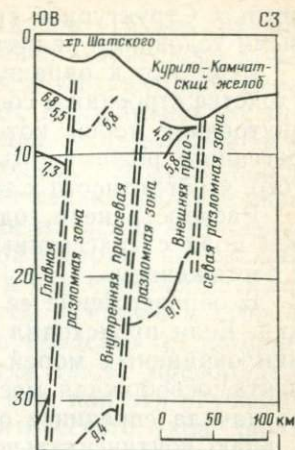 ЮВ
СЗ
хр. Шатского
Курило-Камчат-
ский желоб
6,8
5,5
5,8
4,6
5,8
7,3
10
Главная
разломная зона
Внутренняя приосевая
разломная зона
Внешняя прио-
севая разломная зона
20
9,7
30
9,4
0 50 100 км